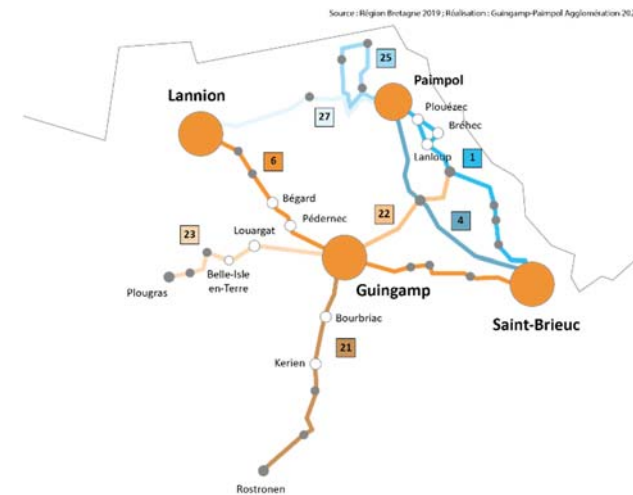 Source : Région Bretagne 2019 ; Réalisation : Guingamp-Paimpol Agglomération
25
Paimpol
Lannion
Plouézec
Bréhec
27
Lanloup
1
6
Bégard
22
4
Pédernec
23
Louargat
Belle-Isle
en-Terre
Plougras
Guingamp
Saint-Brieuc
Bourbriac
21
Kerien
Rostronen